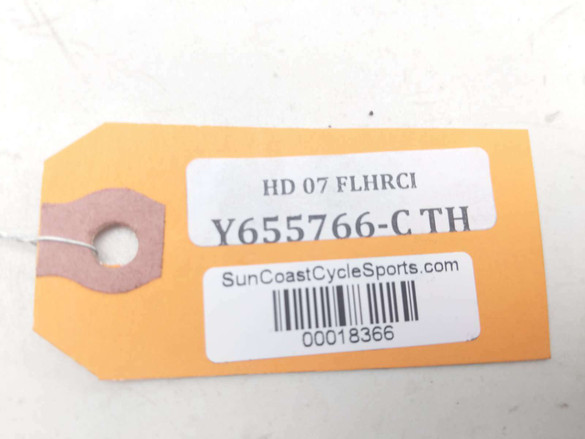 HD 07 FLHRCI
Y655766-C TH
SunCoastCycleSports.com
00018366